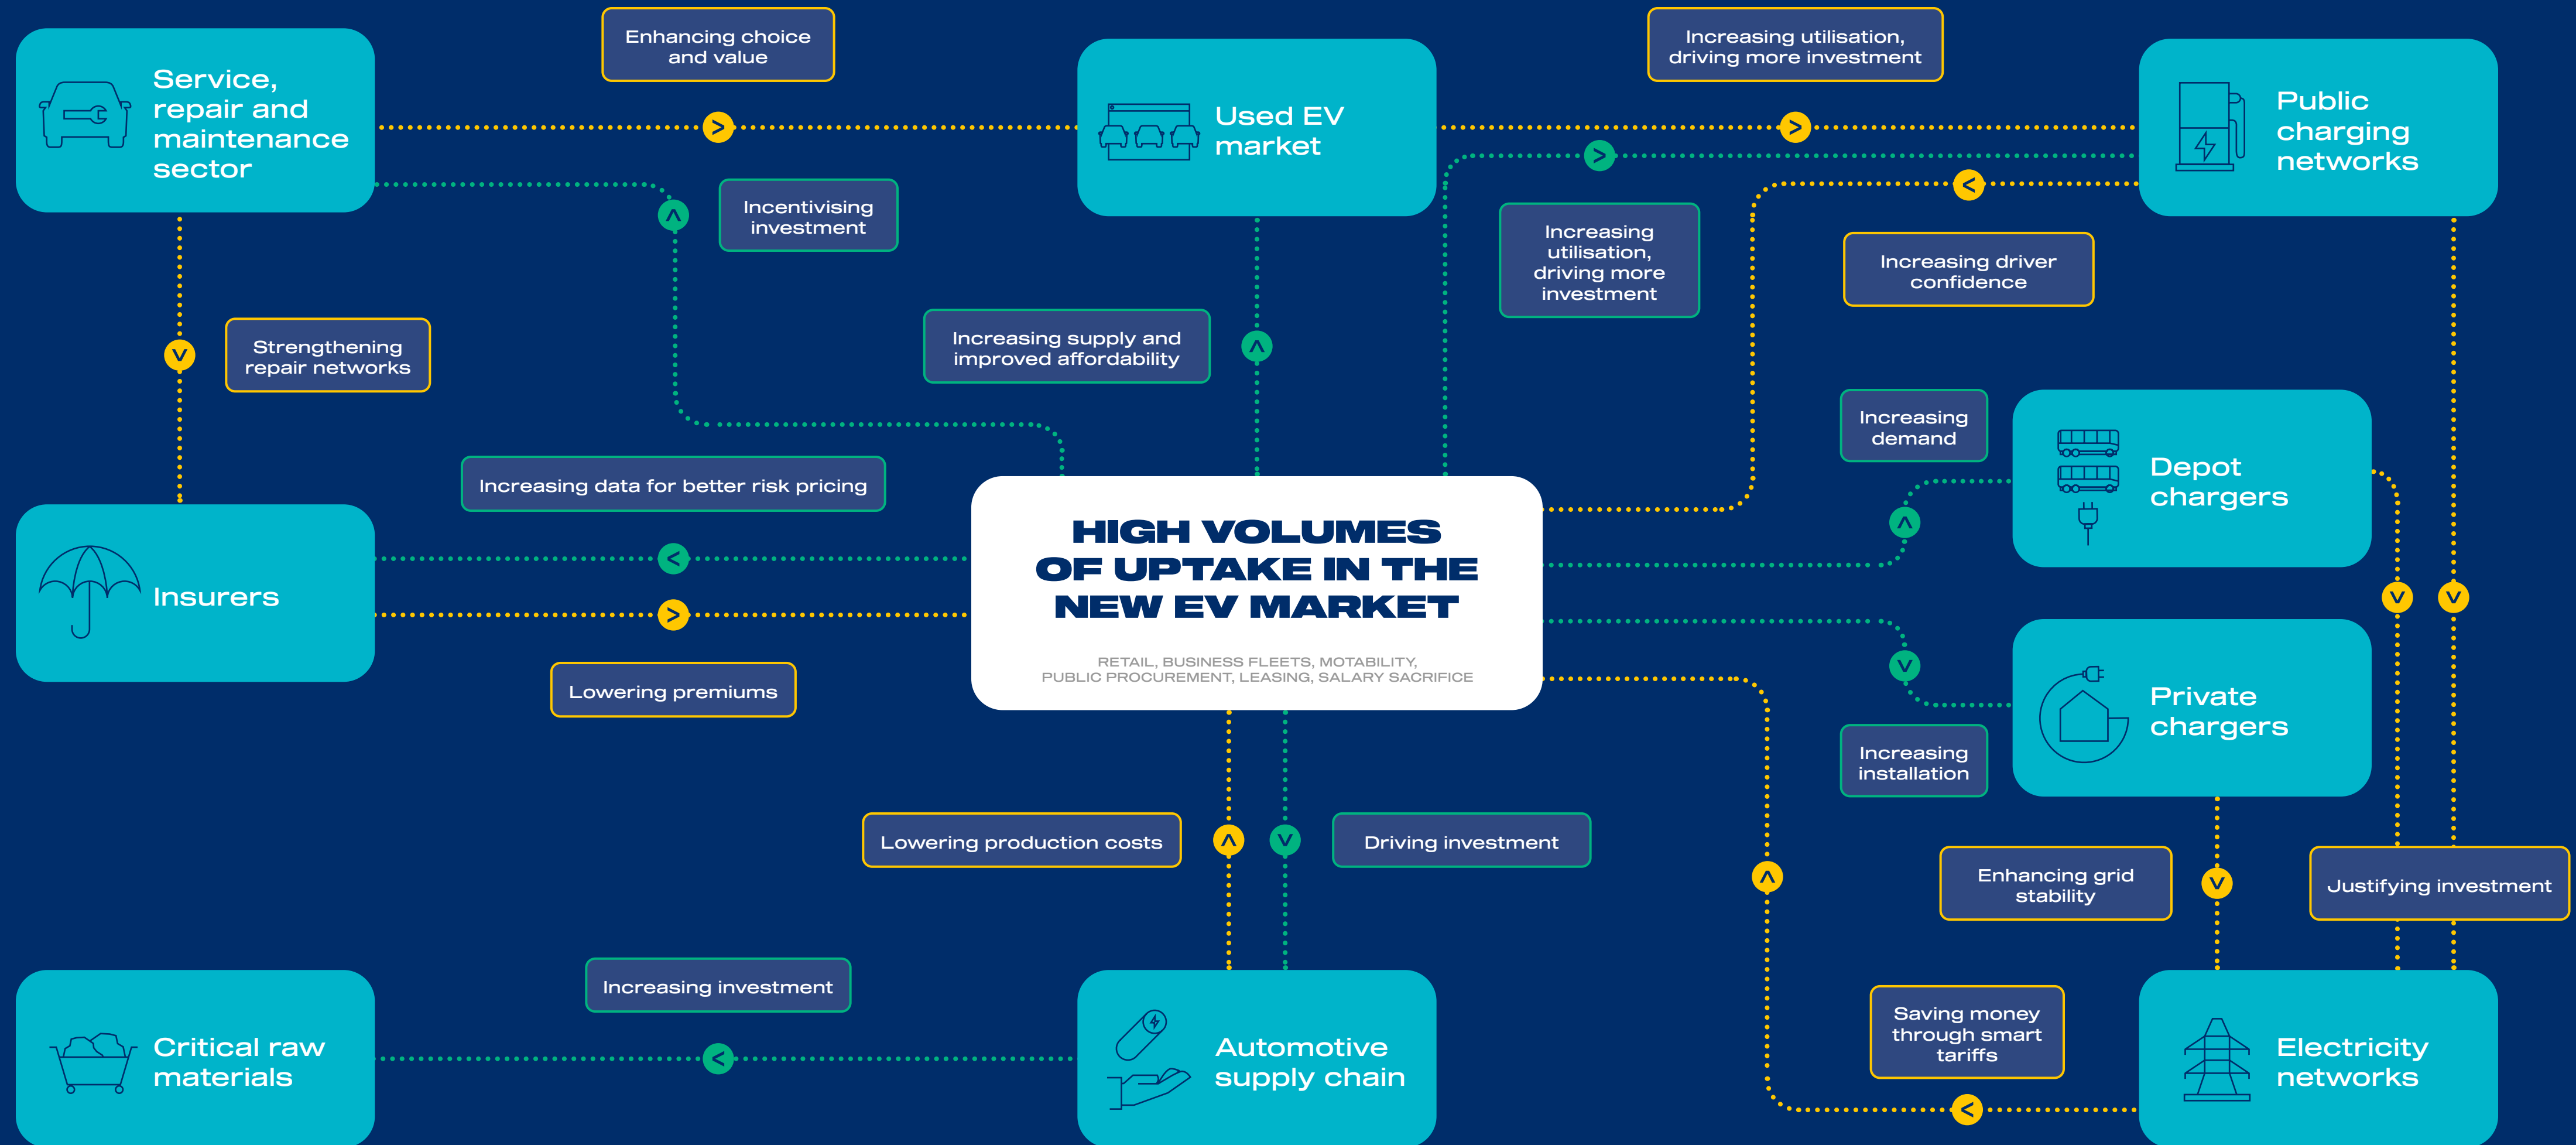 Enhancing choice
and value
Increasing utilisation,
driving more investment
Service,
repair and
maintenance
sector
Used EV
market
Public
charging
networks
Incentivising
investment
Increasing
utilisation,
driving more
investment
Increasing driver
confidence
Strengthening
repair networks
Increasing supply and
improved affordability
Increasing
demand
Depot
chargers
Increasing data for better risk pricing
Insurers
HIGH VOLUMES
OF UPTAKE IN THE
NEW EV MARKET
RETAIL, BUSINESS FLEETS, MOTABILITY,
PUBLIC PROCUREMENT, LEASING, SALARY SACRIFICE
Lowering premiums
Private
chargers
Increasing
installation
Lowering production costs
Driving investment
Enhancing grid
stability
Justifying investment
Increasing investment
Saving money
through smart
tariffs
Critical raw
materials
Automotive
supply chain
Electricity
networks